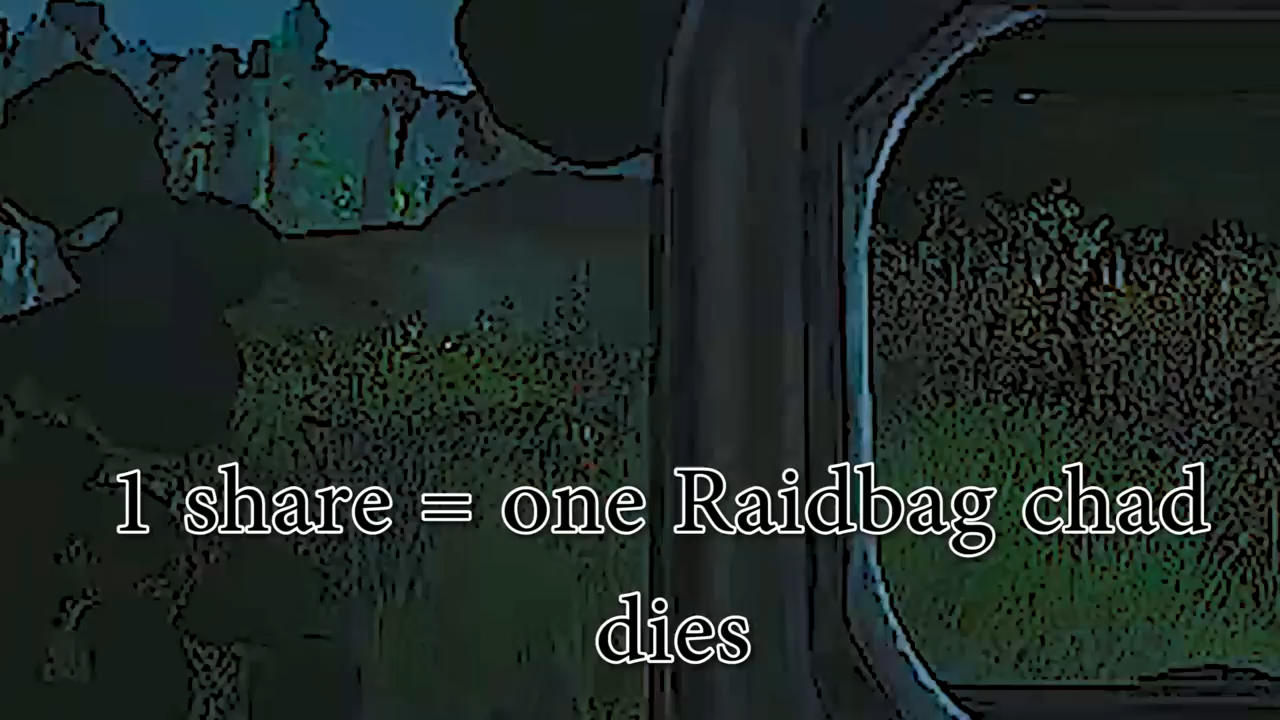 1 share = one Raidbag chad
dies